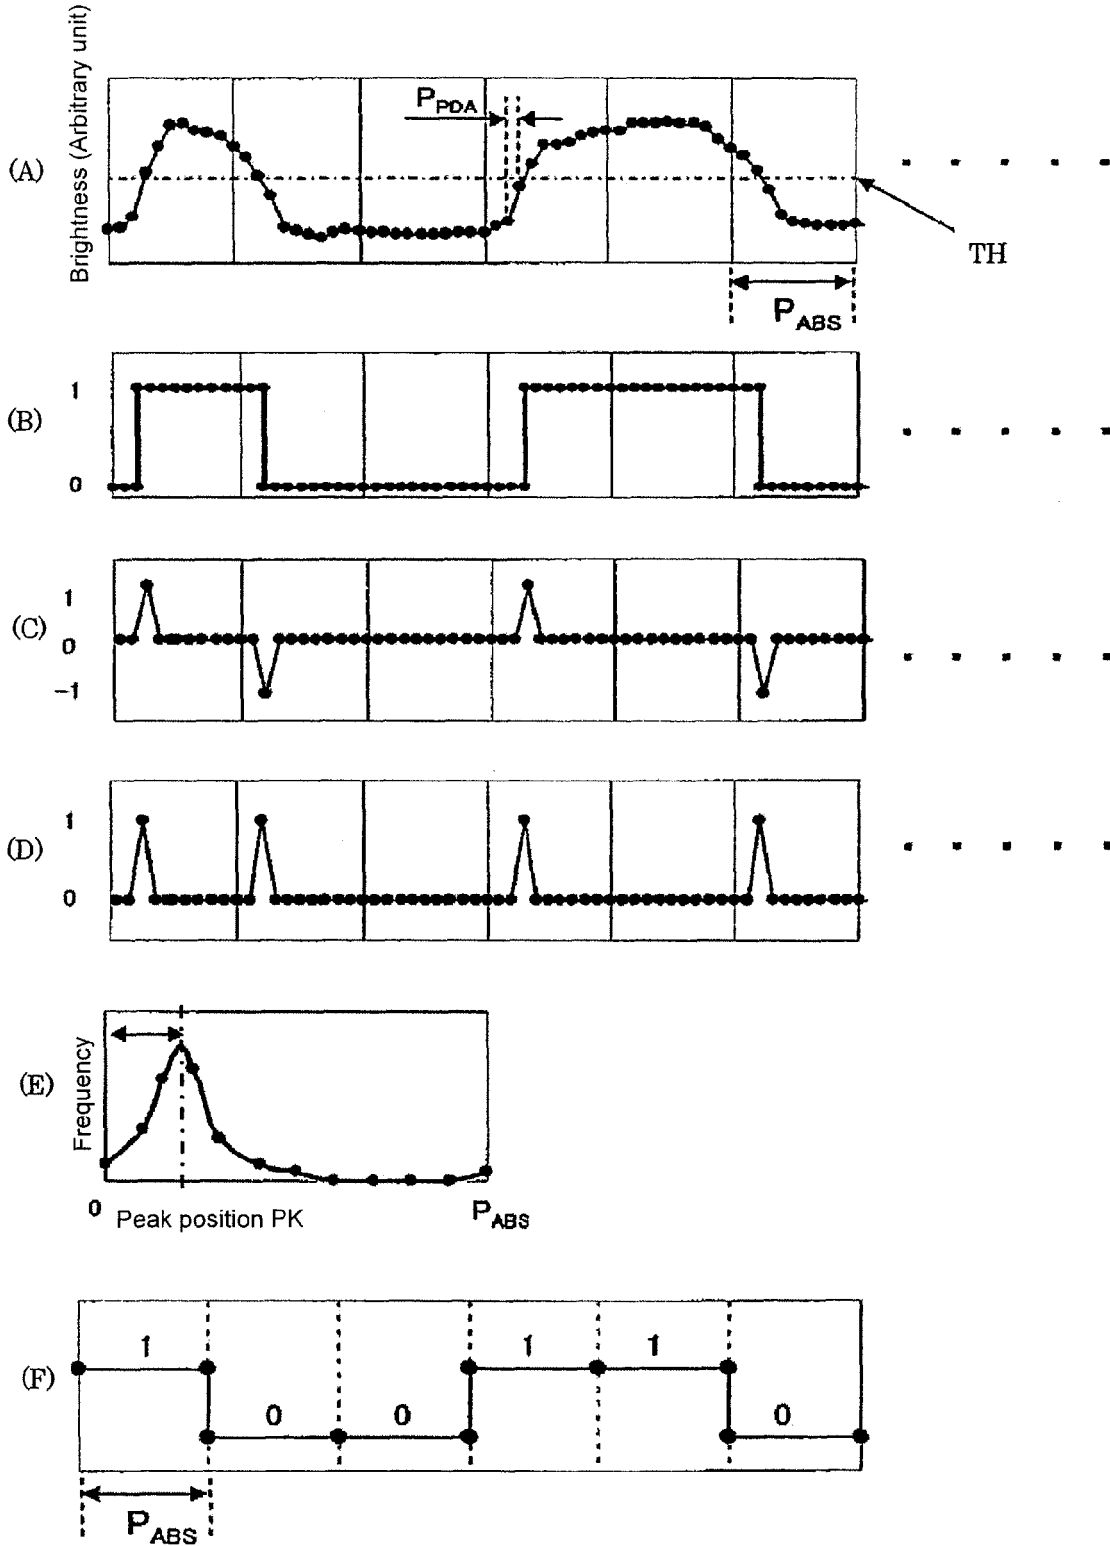 (A)
Brightness (Arbitrary unit)
PPDA
TH
PABS
(B)
1
0
(C)
1
0
-1
(D)
1
0
(E)
Frequency
0
Peak position PK
PABS
(F)
1
0
0
1
1
0
PABS